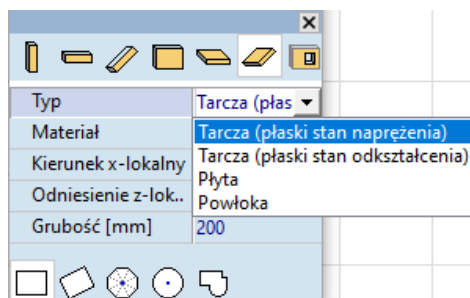 Typ Tarcza (płas
Materiał Tarcza (płaski stan naprężenia)
Kierunek x-lokalny Tarcza (płaski stan odkształcenia)
Płyta
Odniesienie z-lok.. Powłoka
Grubość [mm] 200